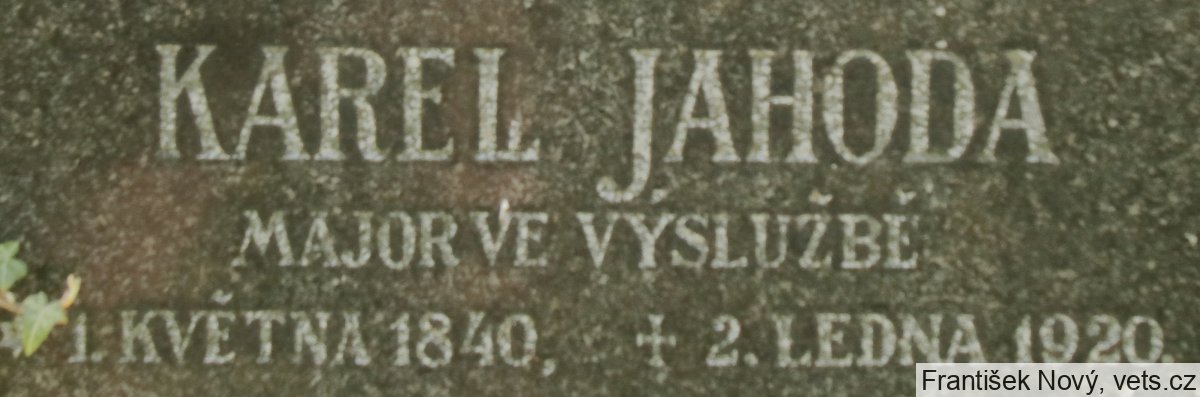 KAREL JAHODA
MAJOR VE VÝSLUŽBĚ
* 1. KVĚTNA 1840, + 2. LEDNA 1920.
František Nový, vets.cz